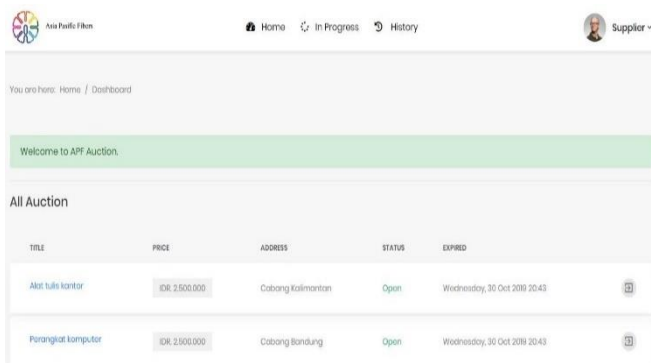 Asia Pacific Fibers
Home In Progress History
Supplier
You are here: Home / Dashboard
Welcome to APF Auction.
All Auction
TITLE PRICE ADDRESS STATUS EXPIRED
Alat tulis kantor IDR. 2.500.000 Cabang Kalimantan Open Wednesday, 30 Oct 2019 20:43
Perangkat komputer IDR. 2.500.000 Cabang Bandung Open Wednesday, 30 Oct 2019 20:43